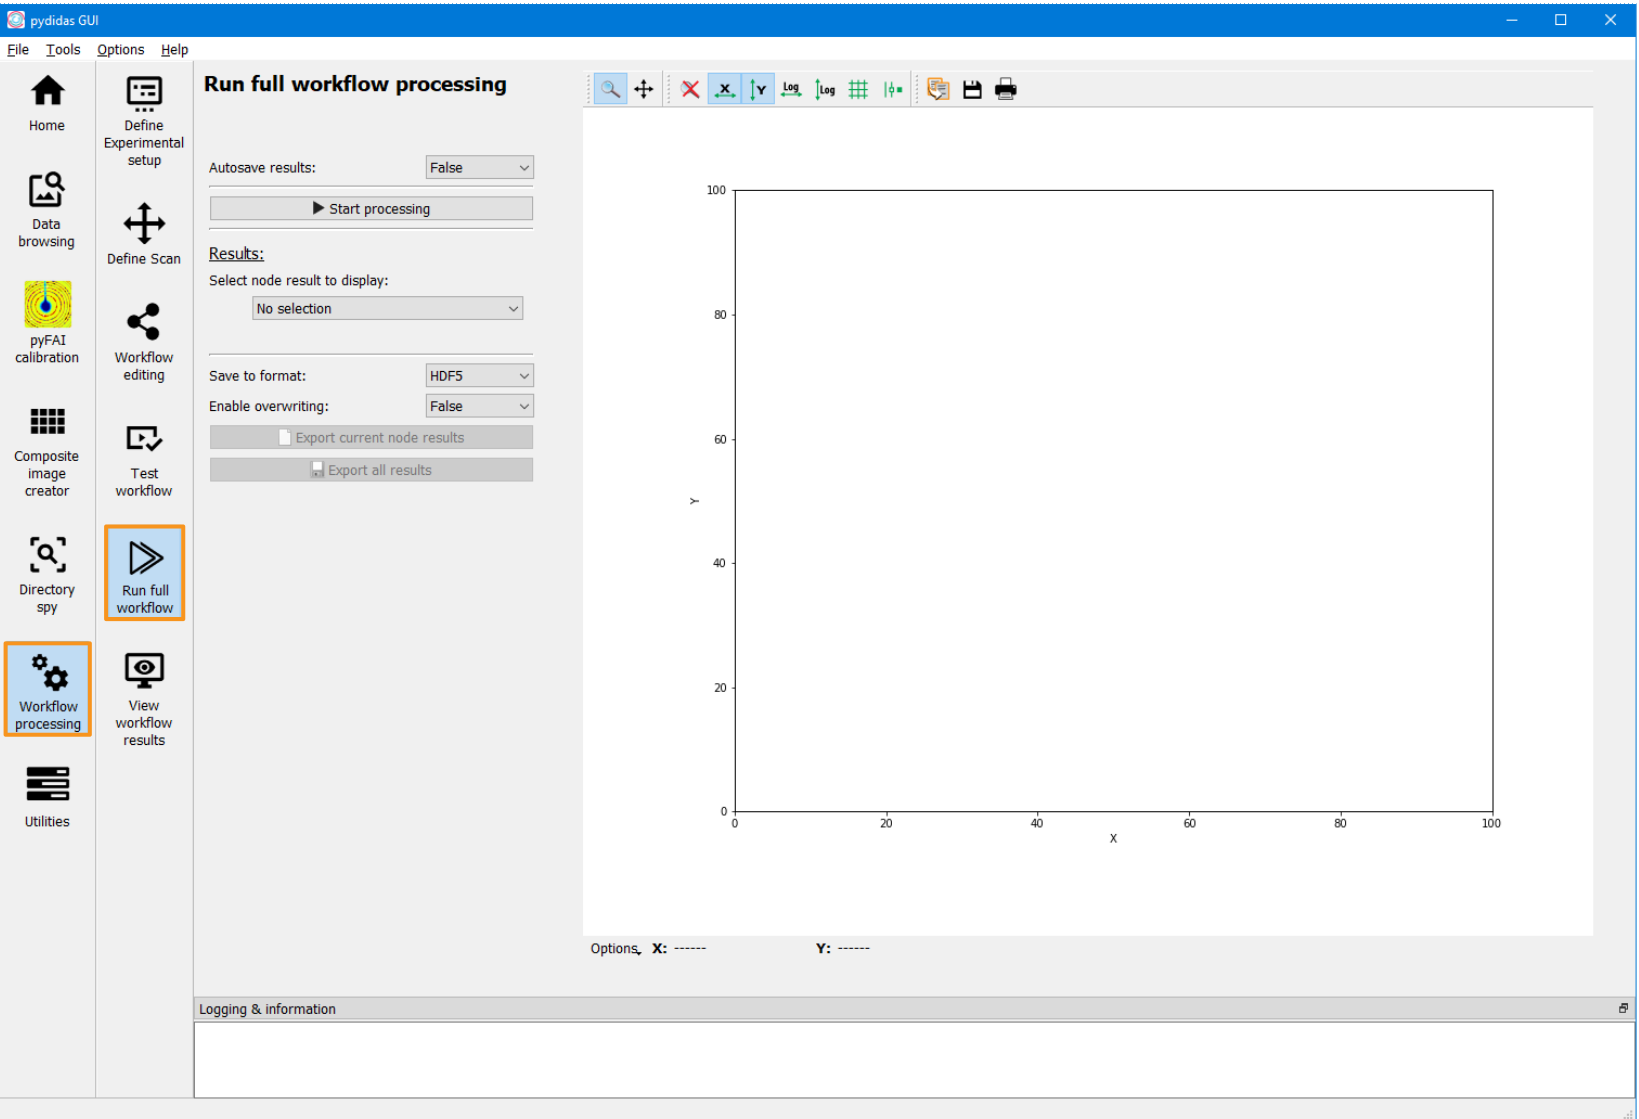 pydidas GUI
File Tools Options Help
Home
Data
browsing
pyFAI
calibration
Composite
image
creator
Directory
spy
Workflow
processing
Utilities
Define
Experimental
setup
Define Scan
Workflow
editing
Test
workflow
Run full
workflow
View
workflow
results
Run full workflow processing
Autosave results: False
Start processing
Results:
Select node result to display:
No selection
Save to format: HDF5
Enable overwriting: False
Export current node results
Export all results
X Y Log Log
100
80
60
40
20
0
Y
0 20 40 60 80 100
X
Options X: ------ Y: ------
Logging & information